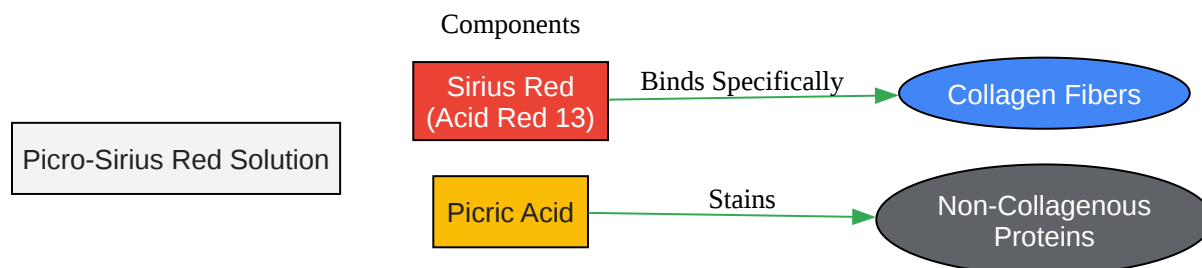 Components
Sirius Red
(Acid Red 13)
Binds Specifically
Collagen Fibers
Picro-Sirius Red Solution
Picric Acid
Stains
Non-Collagenous
Proteins